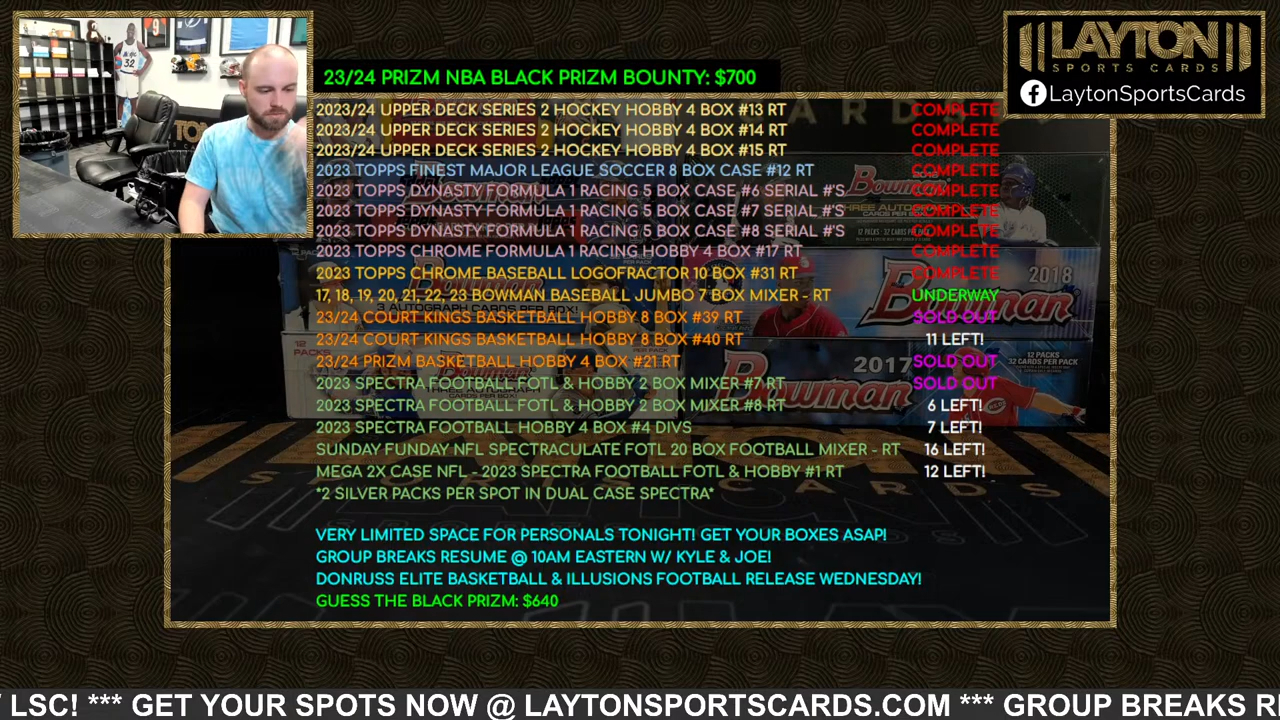 LAYTON
SPORTS CARDS
LaytonSportsCards
23/24 PRIZM NBA BLACK PRIZM BOUNTY: $700
2023/24 UPPER DECK SERIES 2 HOCKEY HOBBY 4 BOX #13 RT COMPLETE
2023/24 UPPER DECK SERIES 2 HOCKEY HOBBY 4 BOX #14 RT COMPLETE
2023/24 UPPER DECK SERIES 2 HOCKEY HOBBY 4 BOX #15 RT COMPLETE
2023 TOPPS FINEST MAJOR LEAGUE SOCCER 8 BOX CASE #12 RT COMPLETE
2023 TOPPS DYNASTY FORMULA 1 RACING 5 BOX CASE #6 SERIAL #'S COMPLETE
2023 TOPPS DYNASTY FORMULA 1 RACING 5 BOX CASE #7 SERIAL #'S COMPLETE
2023 TOPPS DYNASTY FORMULA 1 RACING 5 BOX CASE #8 SERIAL #'S COMPLETE
2023 TOPPS CHROME FORMULA 1 RACING HOBBY 4 BOX #17 RT COMPLETE
2023 TOPPS CHROME BASEBALL LOGOFRACTOR 10 BOX #31 RT COMPLETE
17, 18, 19, 20, 21, 22, 23 BOWMAN BASEBALL JUMBO 7 BOX MIXER - RT UNDERWAY
23/24 COURT KINGS BASKETBALL HOBBY 8 BOX #39 RT SOLD OUT
23/24 COURT KINGS BASKETBALL HOBBY 8 BOX #40 RT 11 LEFT!
23/24 PRIZM BASKETBALL HOBBY 4 BOX #21 RT SOLD OUT
2023 SPECTRA FOOTBALL FOTL & HOBBY 2 BOX MIXER #7 RT SOLD OUT
2023 SPECTRA FOOTBALL FOTL & HOBBY 2 BOX MIXER #8 RT 6 LEFT!
2023 SPECTRA FOOTBALL HOBBY 4 BOX #4 DIVS 7 LEFT!
SUNDAY FUNDAY NFL SPECTRACULATE FOTL 20 BOX FOOTBALL MIXER - RT 16 LEFT!
MEGA 2X CASE NFL - 2023 SPECTRA FOOTBALL FOTL & HOBBY #1 RT 12 LEFT!
*2 SILVER PACKS PER SPOT IN DUAL CASE SPECTRA*
VERY LIMITED SPACE FOR PERSONALS TONIGHT! GET YOUR BOXES ASAP!
GROUP BREAKS RESUME @ 10AM EASTERN W/ KYLE & JOE!
DONRUSS ELITE BASKETBALL & ILLUSIONS FOOTBALL RELEASE WEDNESDAY!
GUESS THE BLACK PRIZM: $640
Bowman
Bowman 2018
Bowman 2017
32
LSC! *** GET YOUR SPOTS NOW @ LAYTONSPORTSCARDS.COM *** GROUP BREAKS